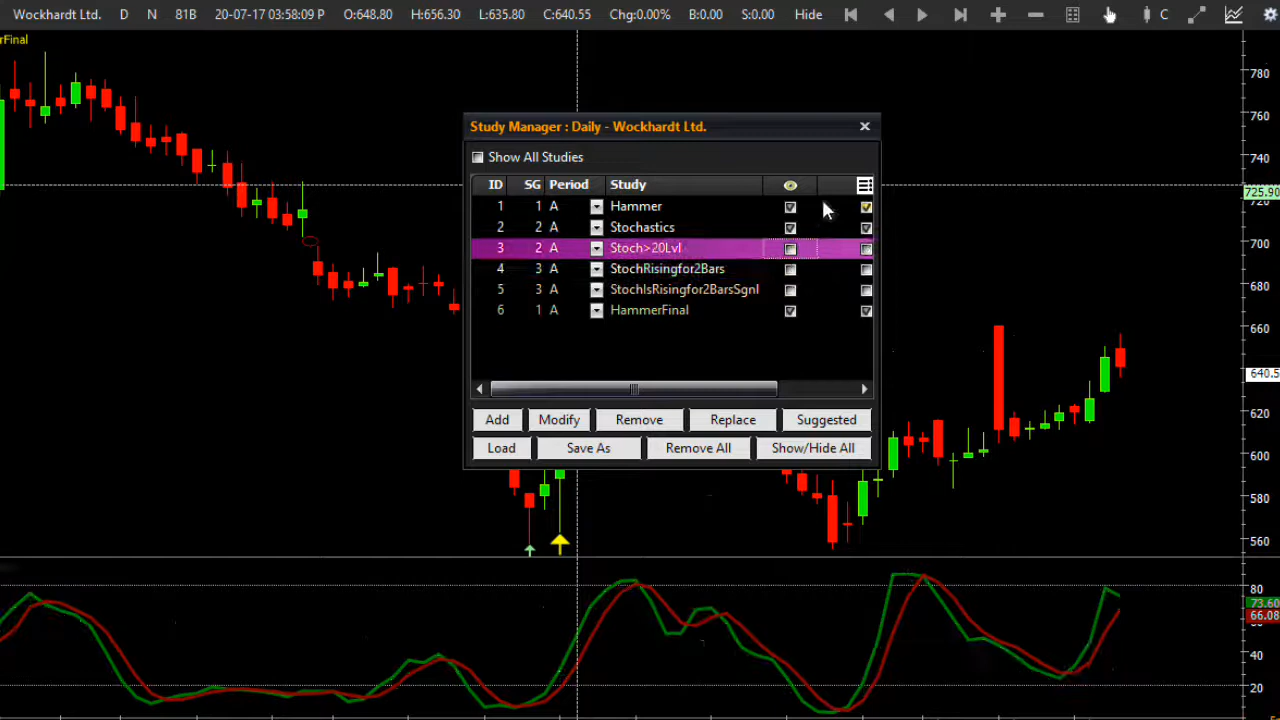 Wockhardt Ltd. D N 81B 20-07-17 03:58:09 P O:648.80 H:656.30 L:635.80 C:640.55 Chg:0.00% B:0.00 S:0.00 Hide C
rFinal
780
760
740
725.90
720
700
680
660
640.5
620
600
580
560
Study Manager : Daily - Wockhardt Ltd.
Show All Studies
ID SG Period Study
1 1 A Hammer
2 2 A Stochastics
3 2 A Stoch>20Lvl
4 3 A StochRisingfor2Bars
5 3 A StochIsRisingfor2BarsSgnl
6 1 A HammerFinal
Add Modify Remove Replace Suggested
Load Save As Remove All Show/Hide All
80
73.60
66.08
40
20